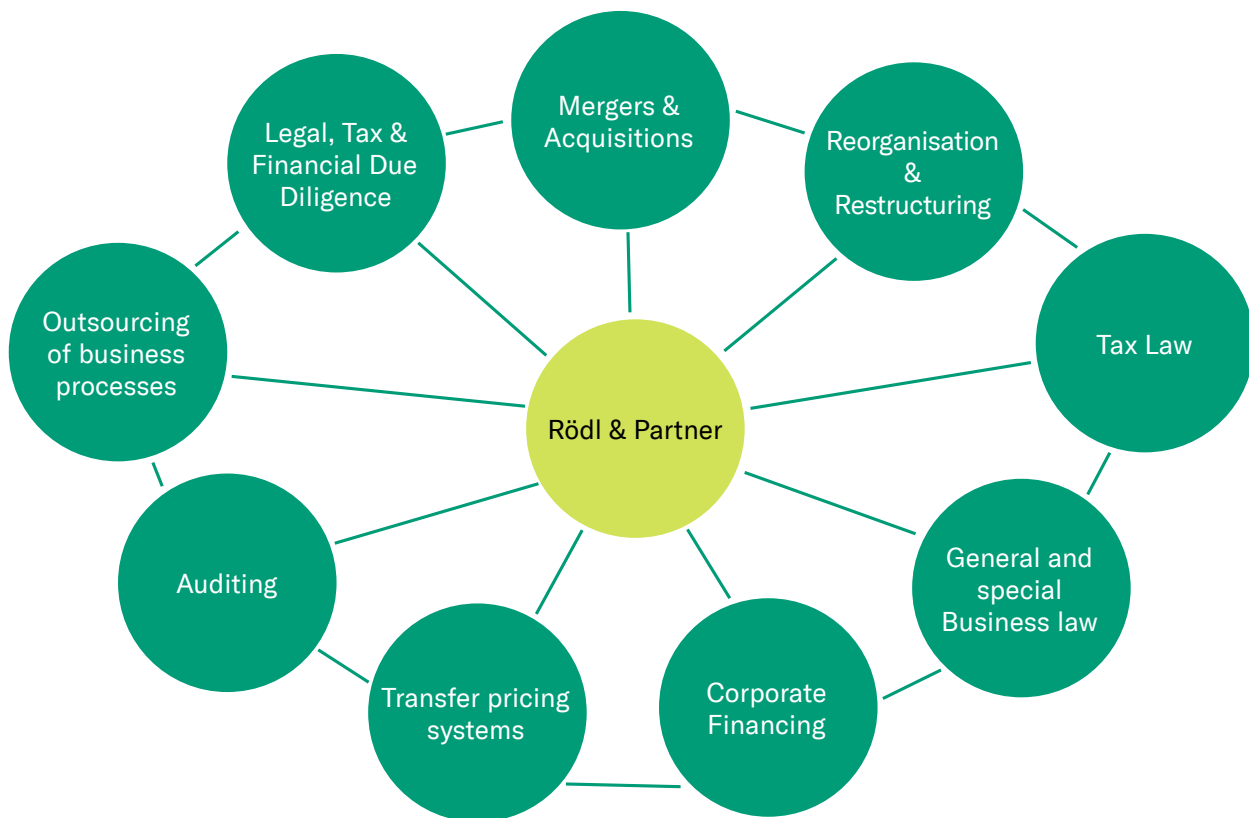 Mergers &
Acquisitions
Legal, Tax &
Financial Due
Diligence
Reorganisation
&
Restructuring
Outsourcing
of business
processes
Tax Law
Rödl & Partner
Auditing
General and
special
Business law
Transfer pricing
systems
Corporate
Financing